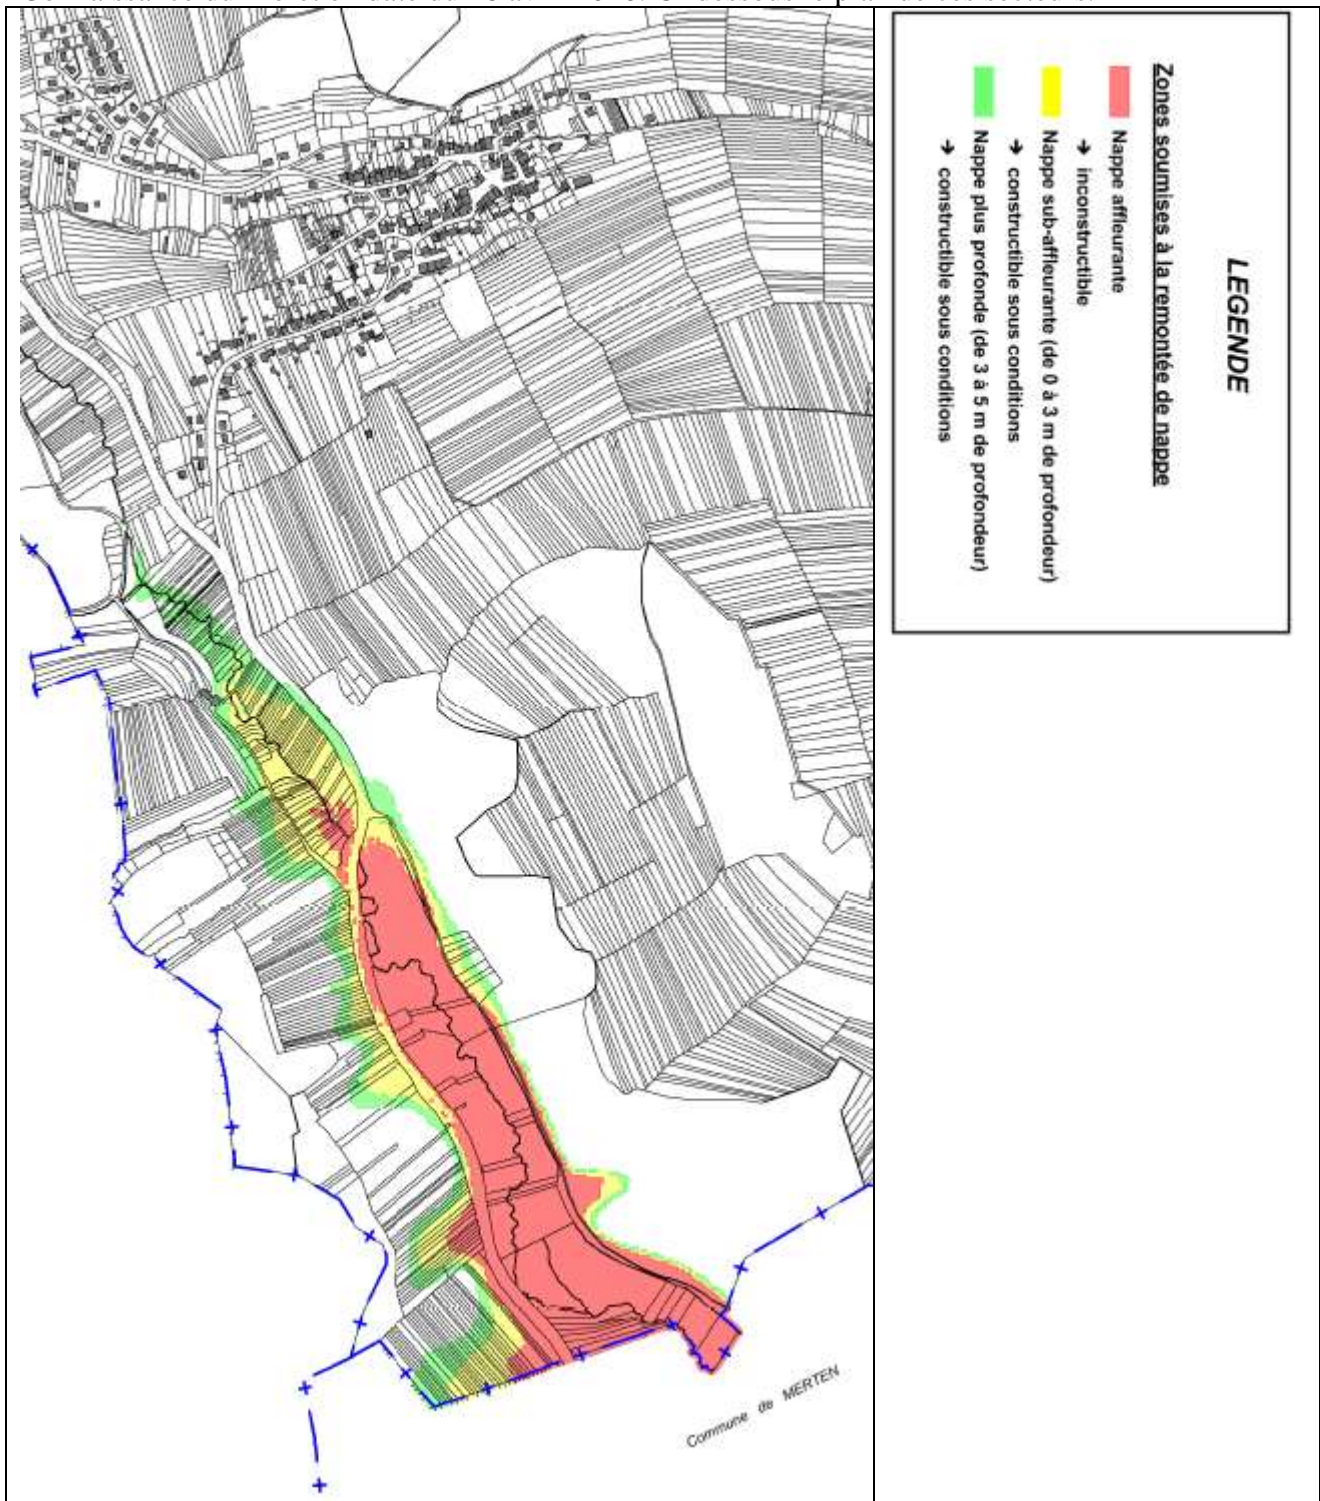 LEGENDE
Zones soumises à la remontée de nappe
Nappe affleurante
→ inconstructible
Nappe sub-affleurante (de 0 à 3 m de profondeur)
→ constructible sous conditions
Nappe plus profonde (de 3 à 5 m de profondeur)
→ constructible sous conditions
Commune de MERTEN